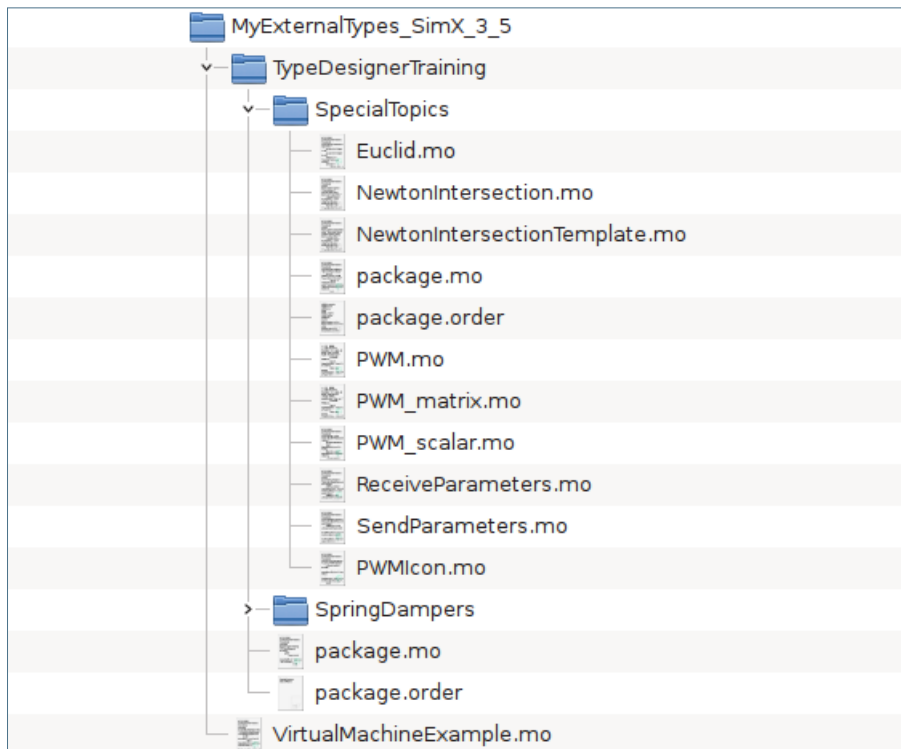 MyExternalTypes_SimX_3_5
TypeDesignerTraining
SpecialTopics
Euclid.mo
NewtonIntersection.mo
NewtonIntersectionTemplate.mo
package.mo
package.order
PWM.mo
PWM_matrix.mo
PWM_scalar.mo
ReceiveParameters.mo
SendParameters.mo
PWMIcon.mo
SpringDampers
package.mo
package.order
VirtualMachineExample.mo